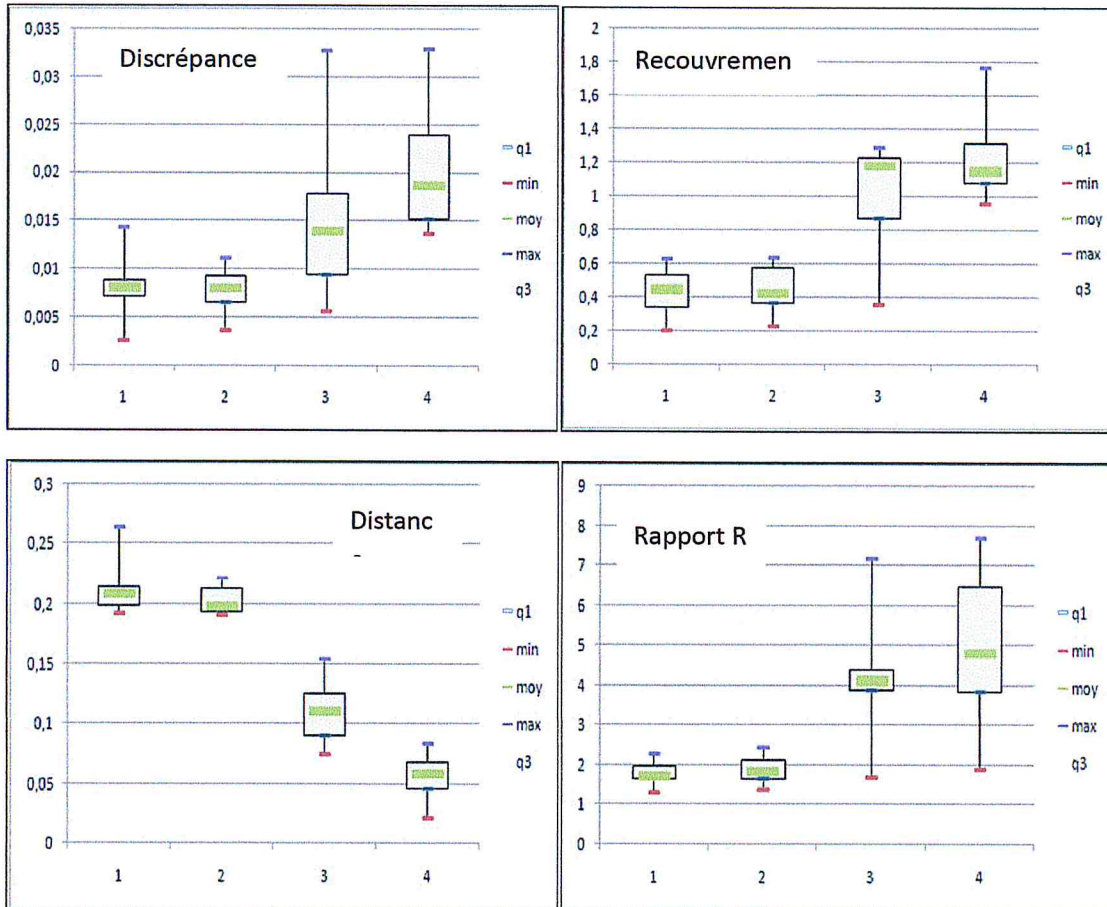 Discrépance
0,035
0,03
0,025
0,02
0,015
0,01
0,005
0
1 2 3 4
q1
min
moy
max
q3
Recouvremen
2
1,8
1,6
1,4
1,2
1
0,8
0,6
0,4
0,2
0
1 2 3 4
q1
min
moy
max
q3
Distanc
0,3
0,25
0,2
0,15
0,1
0,05
0
1 2 3 4
q1
min
moy
max
q3
Rapport R
9
8
7
6
5
4
3
2
1
0
1 2 3 4
q1
min
moy
max
q3